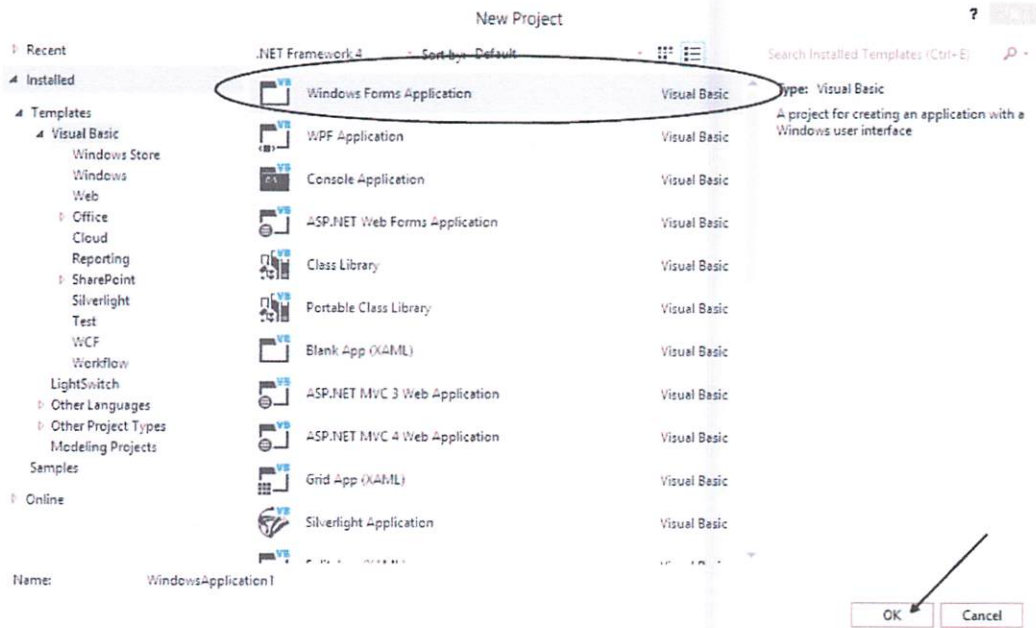 New Project
?
Recent
.NET Framework 4
Sort by: Default
Search Installed Templates (Ctrl+E)
Installed
Templates
Visual Basic
Windows Store
Windows
Web
Office
Cloud
Reporting
SharePoint
Silverlight
Test
WCF
Workflow
LightSwitch
Other Languages
Other Project Types
Modeling Projects
Samples
Online
Windows Forms Application Visual Basic
WPF Application Visual Basic
Console Application Visual Basic
ASP.NET Web Forms Application Visual Basic
Class Library Visual Basic
Portable Class Library Visual Basic
Blank App (XAML) Visual Basic
ASP.NET MVC 3 Web Application Visual Basic
ASP.NET MVC 4 Web Application Visual Basic
Grid App (XAML) Visual Basic
Silverlight Application Visual Basic
Type: Visual Basic
A project for creating an application with a
Windows user interface
Name: WindowsApplication1
OK Cancel